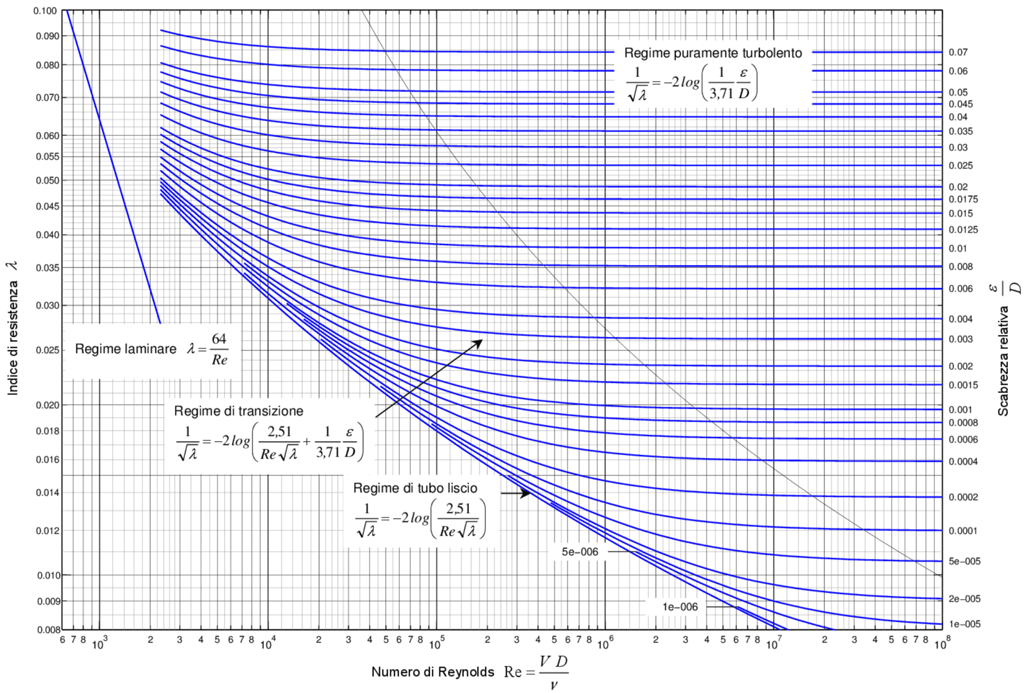 0.100
0.090
0.080
0.070
0.060
0.055
0.050
0.045
0.040
0.035
0.030
0.025
0.020
0.018
0.016
0.014
0.012
0.010
0.009
0.008
Indice di resistenza λ
Regime puramente turbolento
1/√λ = −2log(1/3,71 ε/D)
Regime laminare λ = 64/Re
Regime di transizione
1/√λ = −2log(2,51/Re√λ + 1/3,71 ε/D)
Regime di tubo liscio
1/√λ = −2log(2,51/Re√λ)
5e−006
1e−006
0.07
0.06
0.05
0.045
0.04
0.035
0.03
0.025
0.02
0.0175
0.015
0.0125
0.01
0.008
0.006
0.004
0.003
0.002
0.0015
0.001
0.0008
0.0006
0.0004
0.0002
0.0001
5e−005
2e−005
1e−005
Scabrezza relativa ε/D
6 7 8 10³ 2 3 4 5 6 7 8 10⁴ 2 3 4 5 6 7 8 10⁵ 2 3 4 5 6 7 8 10⁶ 2 3 4 5 6 7 8 10⁷ 2 3 4 5 6 7 8 10⁸
Numero di Reynolds Re = V D/ν